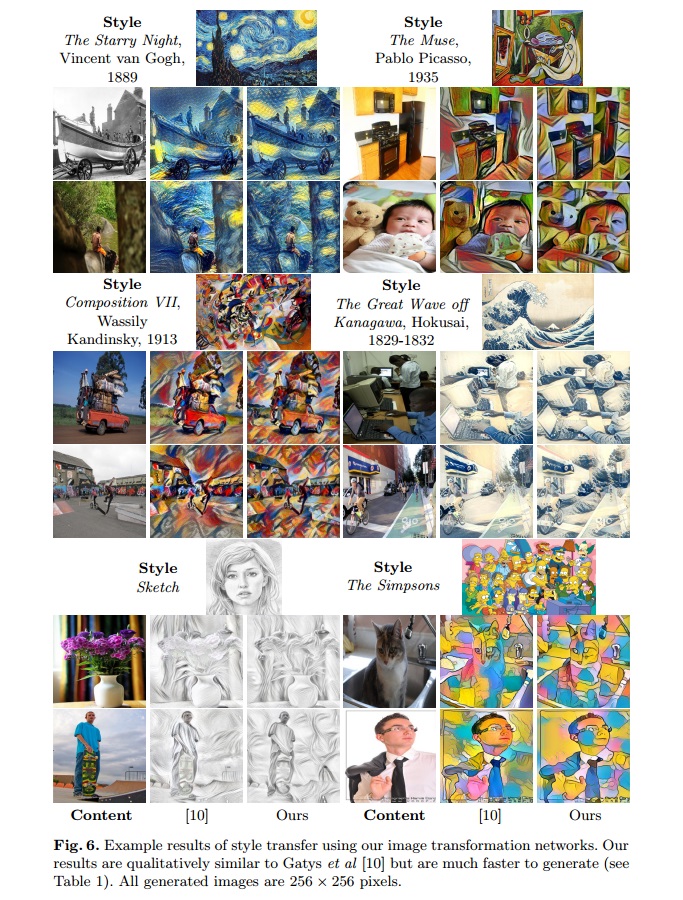 Style
The Starry Night,
Vincent van Gogh,
1889
Style
The Muse,
Pablo Picasso,
1935
Style
Composition VII,
Wassily
Kandinsky, 1913
Style
The Great Wave off
Kanagawa, Hokusai,
1829-1832
Style
Sketch
Style
The Simpsons
Content [10] Ours Content [10] Ours
Fig. 6. Example results of style transfer using our image transformation networks. Our
results are qualitatively similar to Gatys et al [10] but are much faster to generate (see
Table 1). All generated images are 256 × 256 pixels.